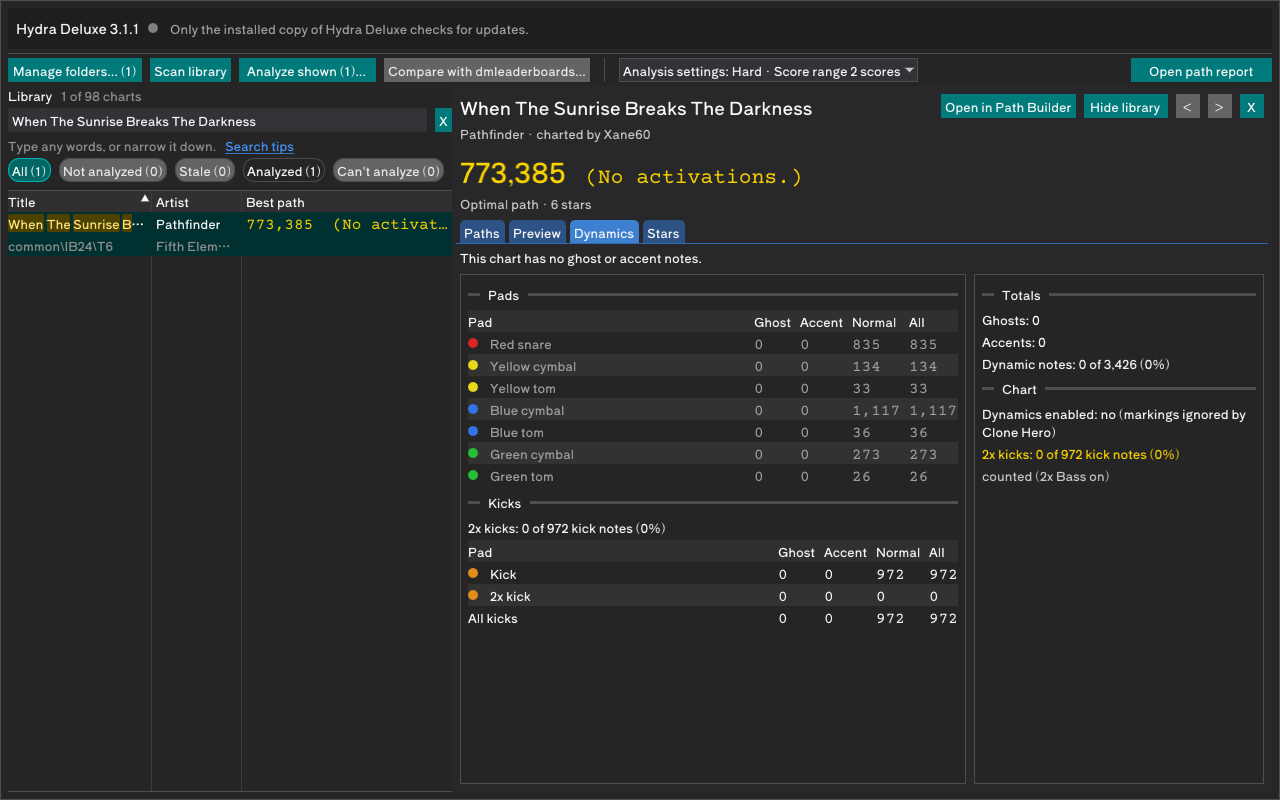 Hydra Deluxe 3.1.1 Only the installed copy of Hydra Deluxe checks for updates.
Manage folders... (1) Scan library Analyze shown (1)... Compare with dmleaderboards... Analysis settings: Hard · Score range 2 scores Open path report
Library 1 of 98 charts
When The Sunrise Breaks The Darkness X
Type any words, or narrow it down. Search tips
All (1) Not analyzed (0) Stale (0) Analyzed (1) Can't analyze (0)
Title Artist Best path
When The Sunrise B··· Pathfinder 773,385 (No activat...
common\IB24\T6 Fifth Elem···
When The Sunrise Breaks The Darkness Open in Path Builder Hide library < > X
Pathfinder · charted by Xane60
773,385 (No activations.)
Optimal path · 6 stars
Paths Preview Dynamics Stars
This chart has no ghost or accent notes.
Pads
Pad Ghost Accent Normal All
Red snare 0 0 835 835
Yellow cymbal 0 0 134 134
Yellow tom 0 0 33 33
Blue cymbal 0 0 1,117 1,117
Blue tom 0 0 36 36
Green cymbal 0 0 273 273
Green tom 0 0 26 26
Kicks
2x kicks: 0 of 972 kick notes (0%)
Pad Ghost Accent Normal All
Kick 0 0 972 972
2x kick 0 0 0 0
All kicks 0 0 972 972
Totals
Ghosts: 0
Accents: 0
Dynamic notes: 0 of 3,426 (0%)
Chart
Dynamics enabled: no (markings ignored by
Clone Hero)
2x kicks: 0 of 972 kick notes (0%)
counted (2x Bass on)